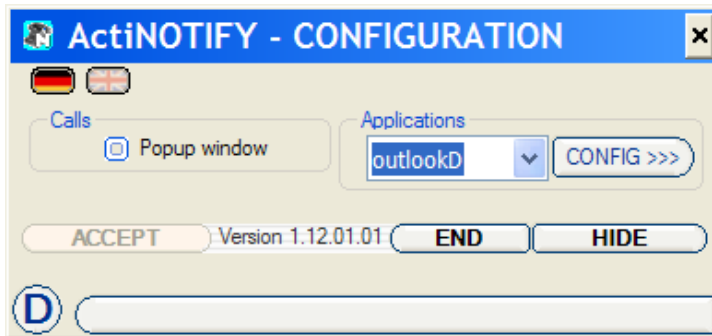 ActiNOTIFY - CONFIGURATION
Calls
Popup window
Applications
outlookD
CONFIG >>>
ACCEPT Version 1.12.01.01 END HIDE
D